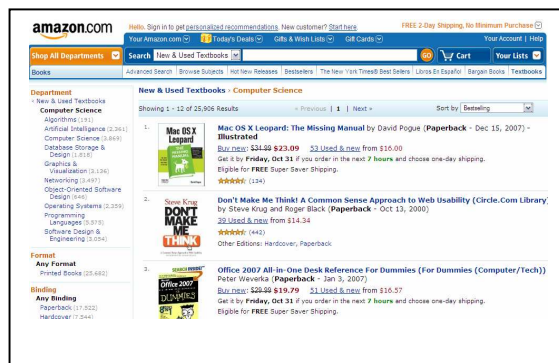 amazon.com
Hello. Sign in to get personalized recommendations. New customer? Start here.
FREE 2-Day Shipping, No Minimum Purchase
Your Amazon.com
Today's Deals
Gifts & Wish Lists
Gift Cards
Your Account | Help
Shop All Departments
Search New & Used Textbooks
GO
Cart
Your Lists
Books
Advanced Search
Browse Subjects
Hot New Releases
Bestsellers
The New York Times® Best Sellers
Libros En Español
Bargain Books
Textbooks
Department
‹ New & Used Textbooks
Computer Science
Algorithms (191)
Artificial Intelligence (2,361)
Computer Science (3,869)
Database Storage &
Design (1,818)
Graphics &
Visualization (3,126)
Networking (3,497)
Object-Oriented Software
Design (646)
Operating Systems (2,359)
Programming
Languages (5,575)
Software Design &
Engineering (3,054)
Format
Any Format
Printed Books (25,682)
Binding
Any Binding
Paperback (17,522)
Hardcover (7,544)
New & Used Textbooks › Computer Science
Showing 1 - 12 of 25,906 Results
« Previous | 1 | Next »
Sort by Bestselling
1.
Mac OS X
Leopard
THE MISSING MANUAL
Mac OS X Leopard: The Missing Manual by David Pogue (Paperback - Dec 15, 2007) -
Illustrated
Buy new: $34.99 $23.09 53 Used & new from $16.00
Get it by Friday, Oct 31 if you order in the next 7 hours and choose one-day shipping.
Eligible for FREE Super Saver Shipping.
(134)
2.
Steve Krug
DON'T
MAKE
ME
THINK
Don't Make Me Think! A Common Sense Approach to Web Usability (Circle.Com Library)
by Steve Krug and Roger Black (Paperback - Oct 13, 2000)
39 Used & new from $14.34
(442)
Other Editions: Hardcover, Paperback
3.
SEARCH INSIDE!
Office 2007
DUMMIES
Office 2007 All-in-One Desk Reference For Dummies (For Dummies (Computer/Tech))
Peter Weverka (Paperback - Jan 3, 2007)
Buy new: $29.99 $19.79 51 Used & new from $16.57
Get it by Friday, Oct 31 if you order in the next 7 hours and choose one-day shipping.
Eligible for FREE Super Saver Shipping.